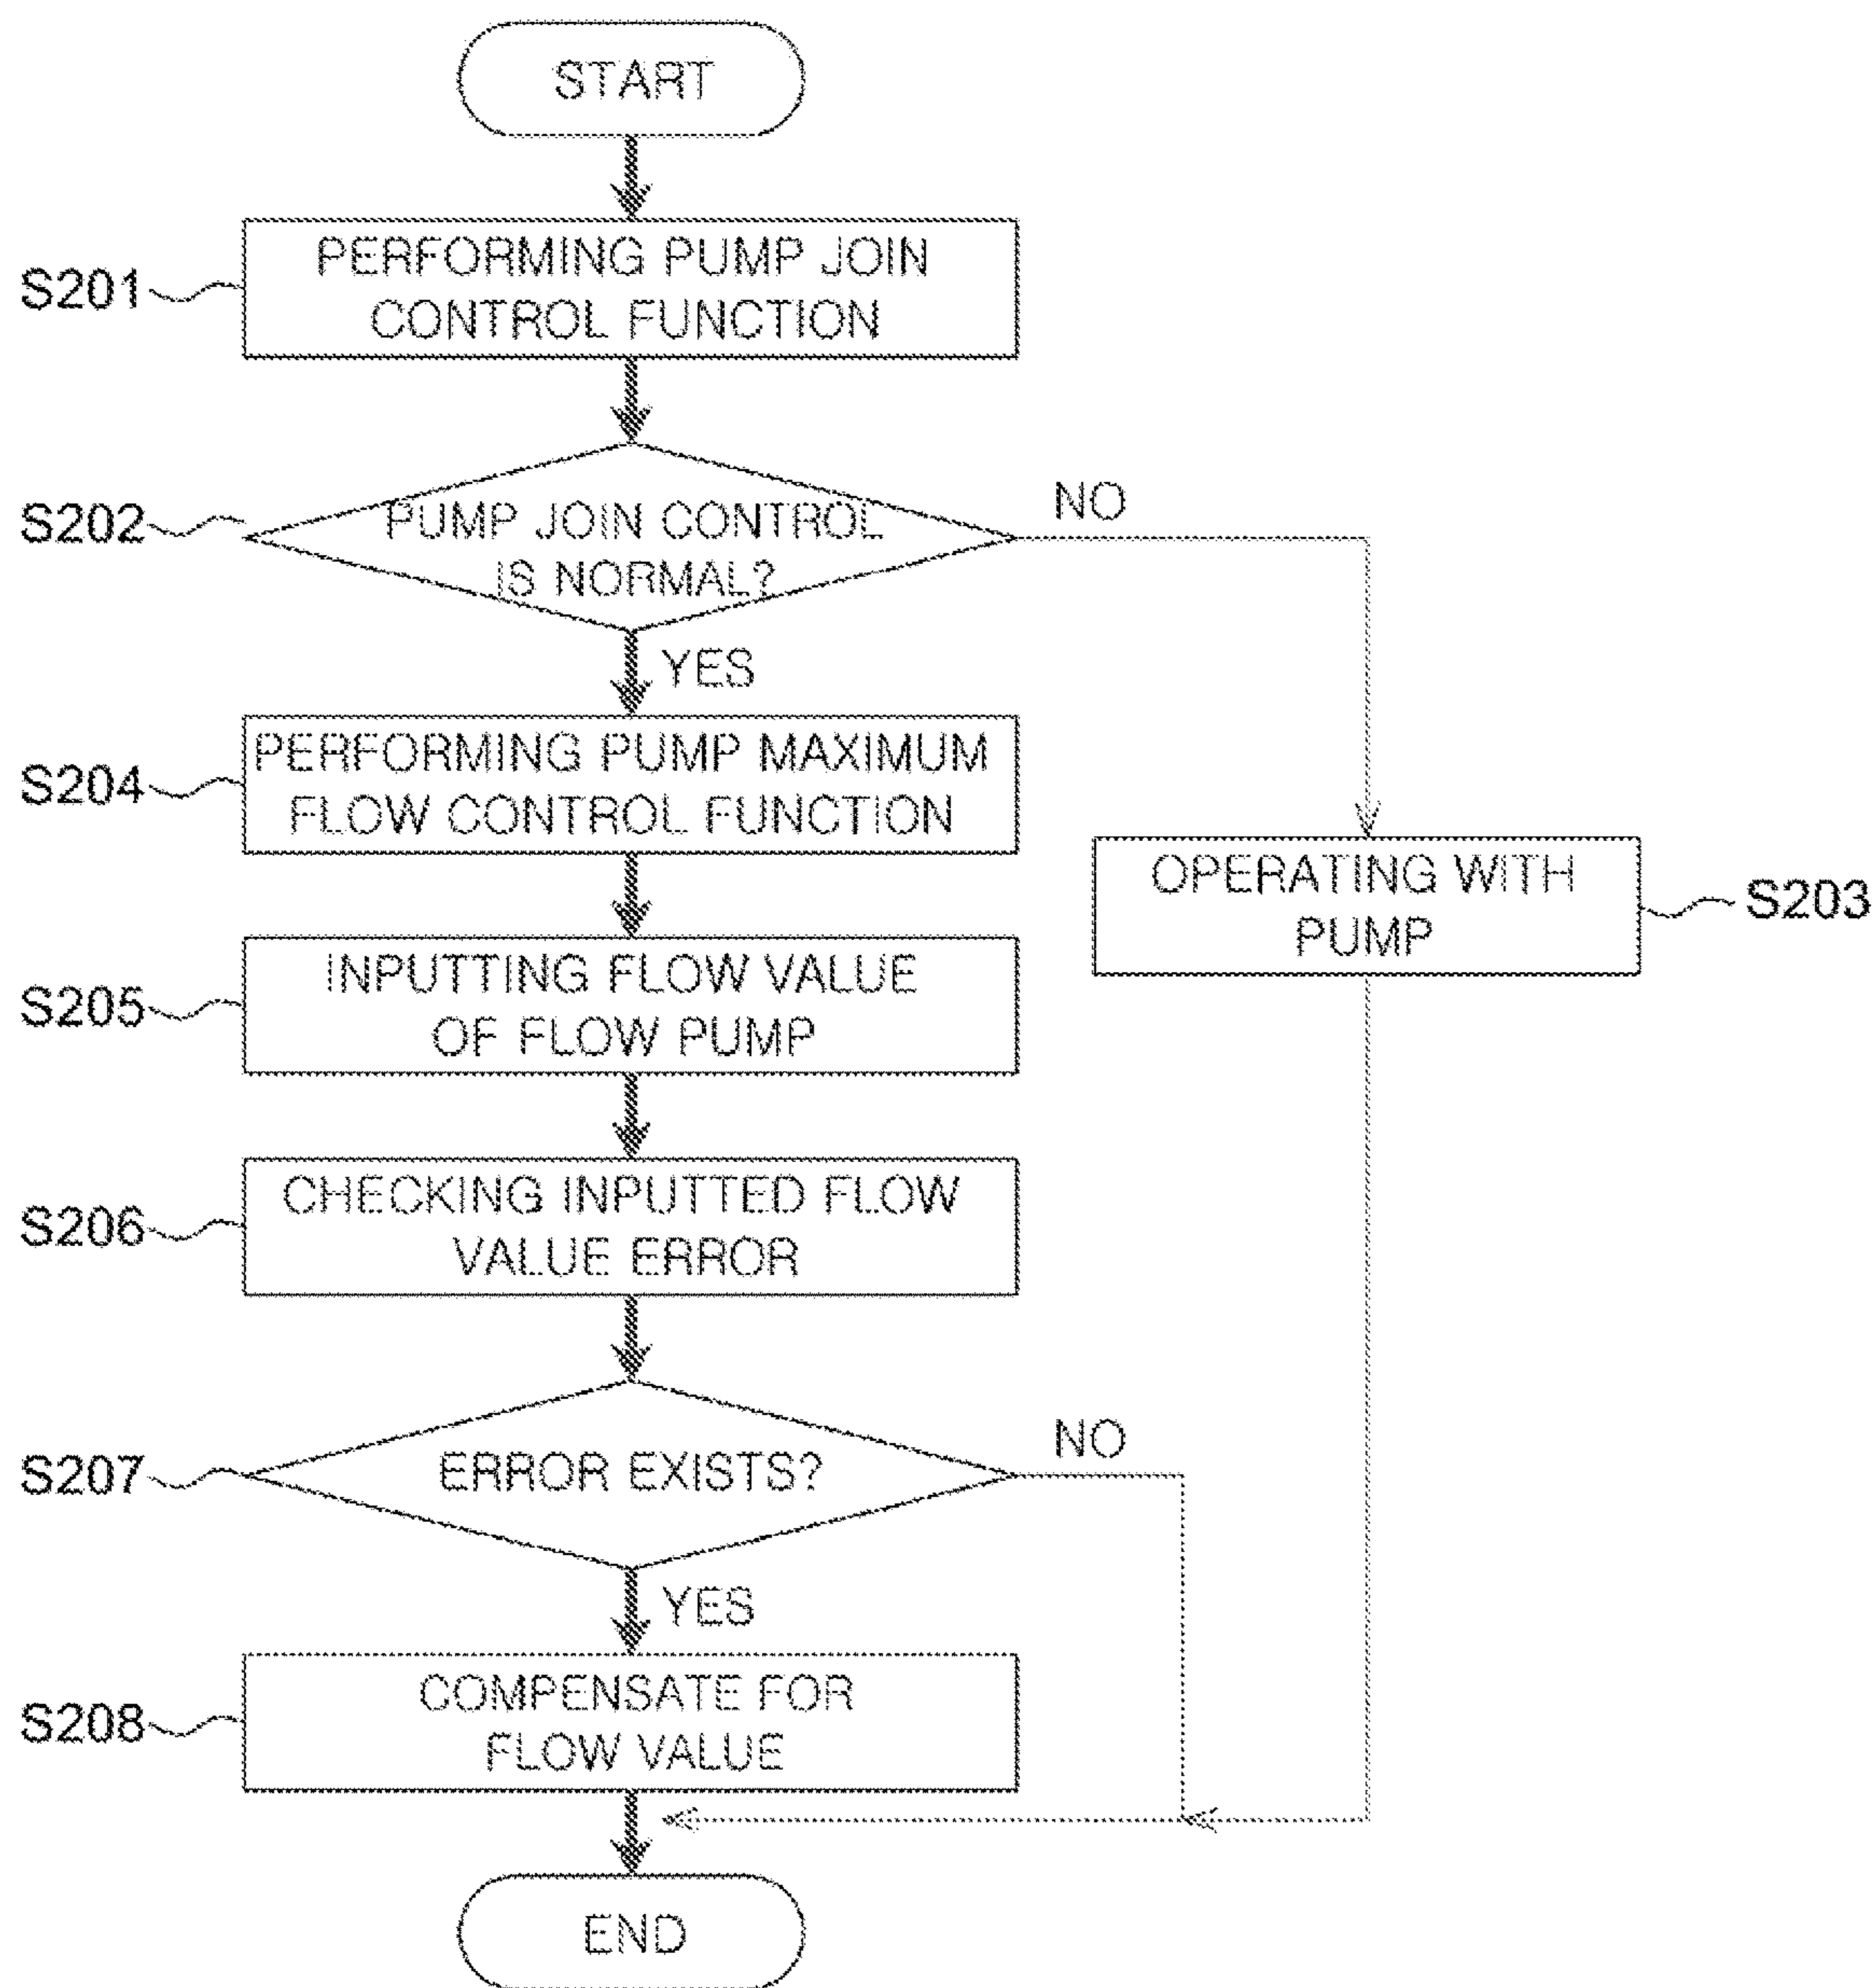 START
S201
PERFORMING PUMP JOIN
CONTROL FUNCTION
S202
PUMP JOIN CONTROL
IS NORMAL?
NO
YES
S204
PERFORMING PUMP MAXIMUM
FLOW CONTROL FUNCTION
OPERATING WITH
PUMP
S203
S205
INPUTTING FLOW VALUE
OF FLOW PUMP
S206
CHECKING INPUTTED FLOW
VALUE ERROR
S207
ERROR EXISTS?
NO
YES
S208
COMPENSATE FOR
FLOW VALUE
END